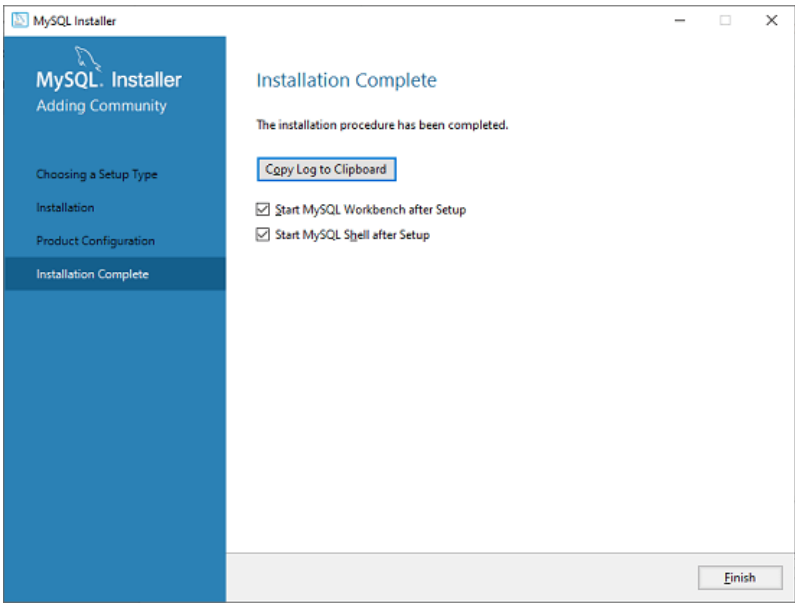 MySQL Installer
MySQL. Installer
Adding Community
Choosing a Setup Type
Installation
Product Configuration
Installation Complete
Installation Complete
The installation procedure has been completed.
Copy Log to Clipboard
Start MySQL Workbench after Setup
Start MySQL Shell after Setup
Finish